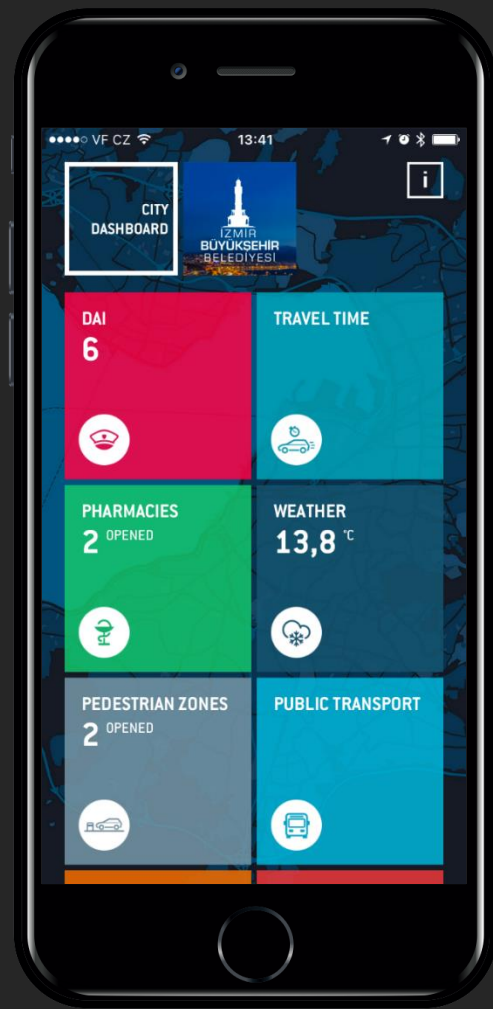 VF CZ 13:41
CITY
DASHBOARD
İZMİR
BÜYÜKŞEHİR
BELEDİYESİ
i
DAI
6
TRAVEL TIME
PHARMACIES
2 OPENED
WEATHER
13,8 °C
PEDESTRIAN ZONES
2 OPENED
PUBLIC TRANSPORT